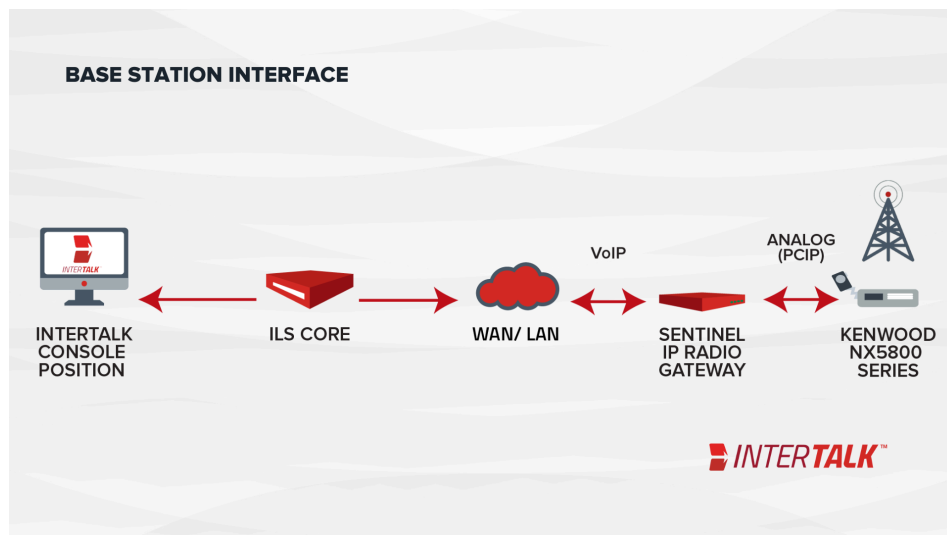 BASE STATION INTERFACE
INTERTALK
VoIP
ANALOG
(PCIP)
INTERTALK
CONSOLE
POSITION
ILS CORE
WAN/ LAN
SENTINEL
IP RADIO
GATEWAY
KENWOOD
NX5800
SERIES
INTERTALK™